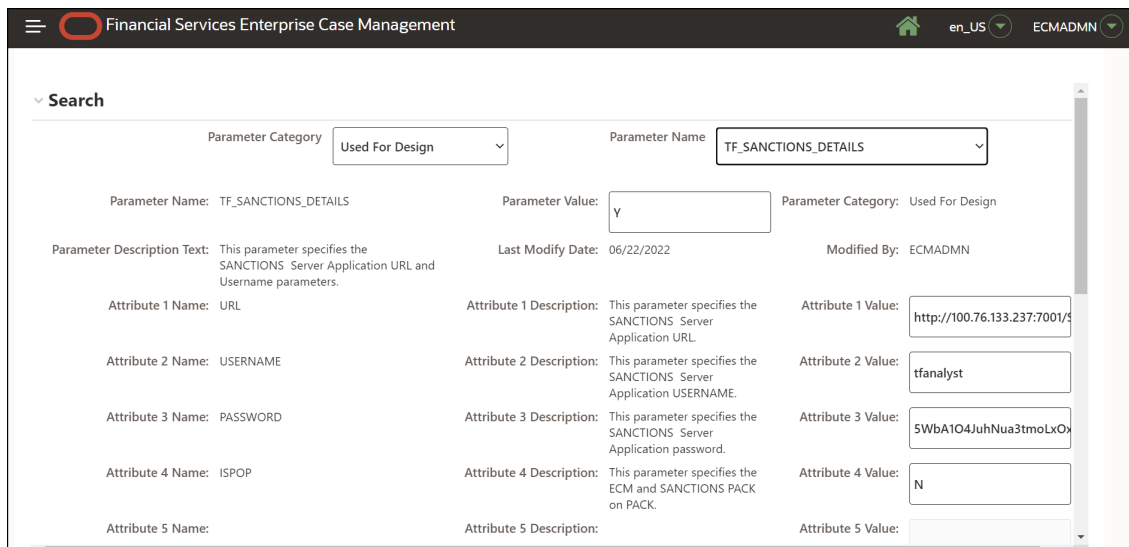 Financial Services Enterprise Case Management
en_US
ECMADMN
Search
Parameter Category
Used For Design
Parameter Name
TF_SANCTIONS_DETAILS
Parameter Name: TF_SANCTIONS_DETAILS
Parameter Value: Y
Parameter Category: Used For Design
Parameter Description Text: This parameter specifies the
SANCTIONS Server Application URL and
Username parameters.
Last Modify Date: 06/22/2022
Modified By: ECMADMN
Attribute 1 Name: URL
Attribute 1 Description: This parameter specifies the
SANCTIONS Server
Application URL.
Attribute 1 Value: http://100.76.133.237:7001/S
Attribute 2 Name: USERNAME
Attribute 2 Description: This parameter specifies the
SANCTIONS Server
Application USERNAME.
Attribute 2 Value: tfanalyst
Attribute 3 Name: PASSWORD
Attribute 3 Description: This parameter specifies the
SANCTIONS Server
Application password.
Attribute 3 Value: 5WbA1O4JuhNua3tmoLxOx
Attribute 4 Name: ISPOP
Attribute 4 Description: This parameter specifies the
ECM and SANCTIONS PACK
on PACK.
Attribute 4 Value: N
Attribute 5 Name:
Attribute 5 Description:
Attribute 5 Value: